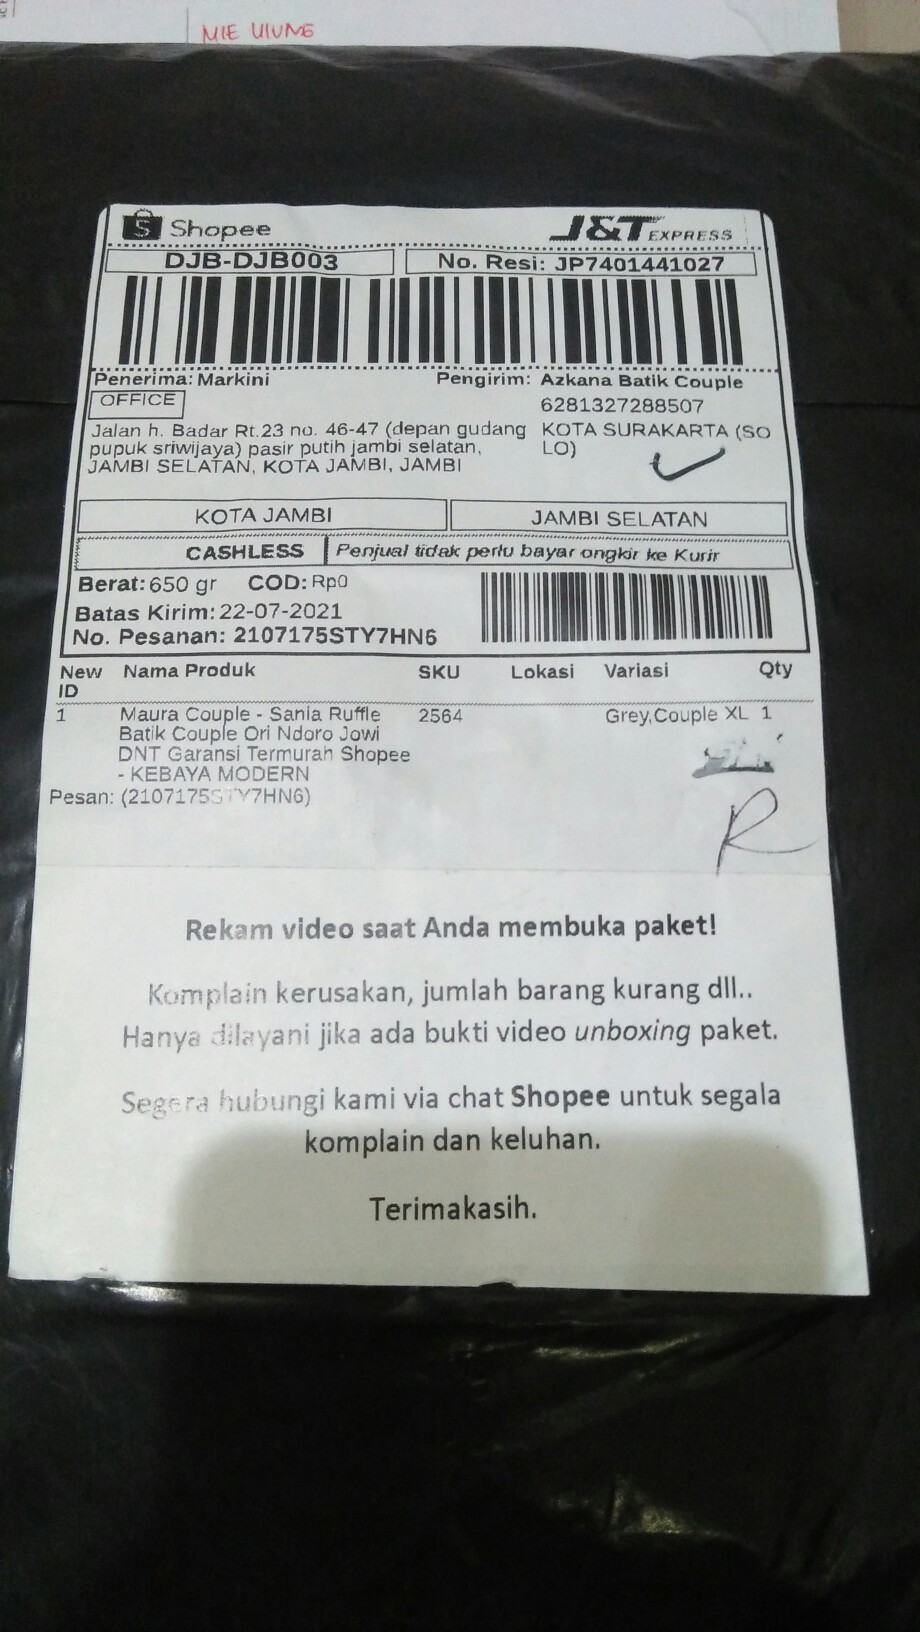 MIE
Shopee
J&T EXPRESS
DJB-DJB003
No. Resi: JP7401441027
Penerima: Markini
Pengirim: Azkana Batik Couple
OFFICE
6281327288507
Jalan h. Badar Rt.23 no. 46-47 (depan gudang
KOTA SURAKARTA (SO
pupuk sriwijaya) pasir putih jambi selatan,
LO)
JAMBI SELATAN, KOTA JAMBI, JAMBI
KOTA JAMBI
JAMBI SELATAN
CASHLESS
Penjual tidak perlu bayar ongkir ke Kurir
Berat: 650 gr COD: Rp0
Batas Kirim: 22-07-2021
No. Pesanan: 2107175STY7HN6
New Nama Produk SKU Lokasi Variasi Qty
ID
1 Maura Couple - Sania Ruffle 2564 Grey,Couple XL 1
Batik Couple Ori Ndoro Jowi
DNT Garansi Termurah Shopee
- KEBAYA MODERN
Pesan: (2107175STY7HN6)
R
Rekam video saat Anda membuka paket!
Komplain kerusakan, jumlah barang kurang dll..
Hanya dilayani jika ada bukti video unboxing paket.
Segera hubungi kami via chat Shopee untuk segala
komplain dan keluhan.
Terimakasih.